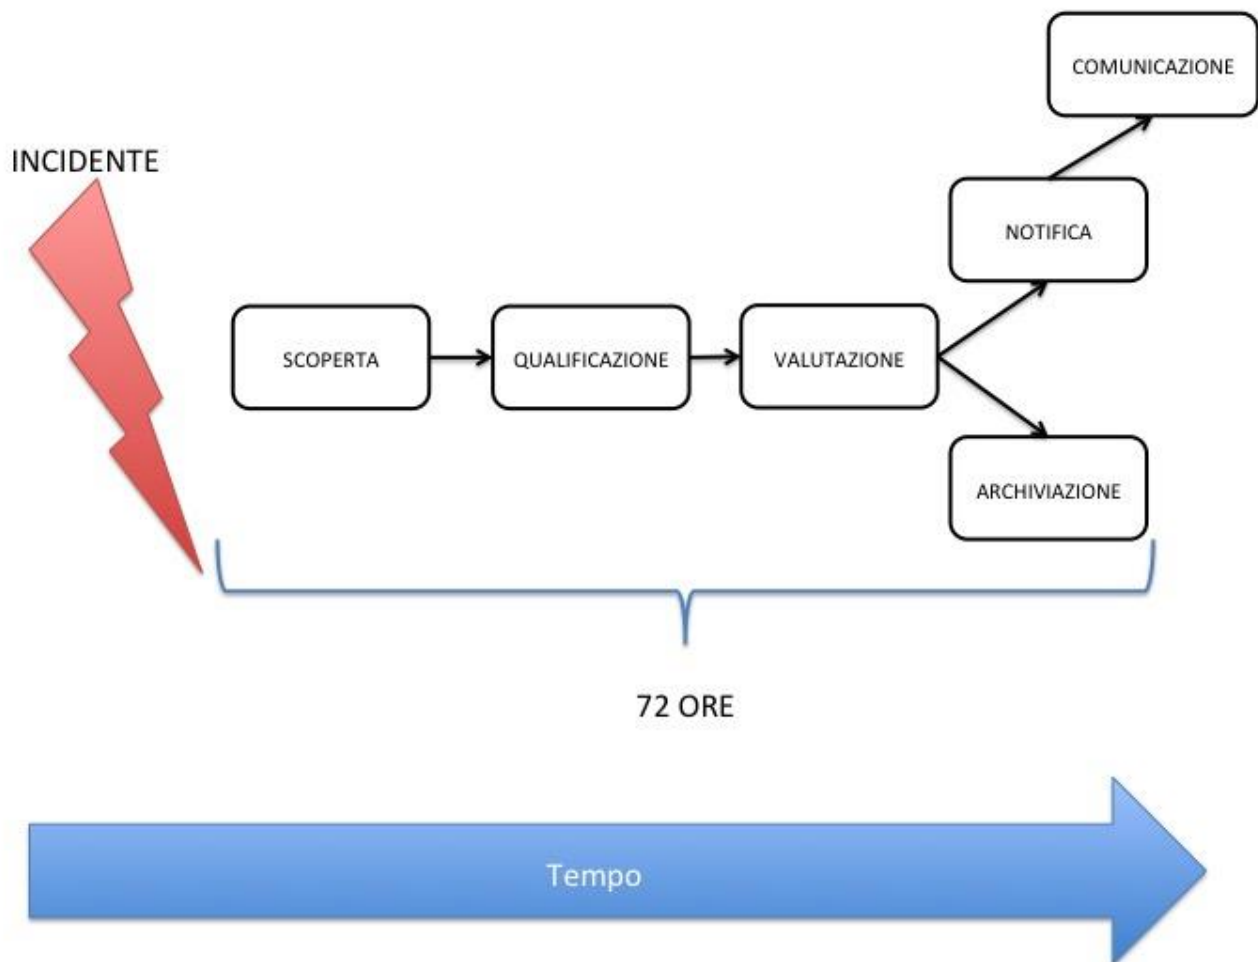 COMUNICAZIONE
INCIDENTE
NOTIFICA
SCOPERTA
QUALIFICAZIONE
VALUTAZIONE
ARCHIVIAZIONE
72 ORE
Tempo